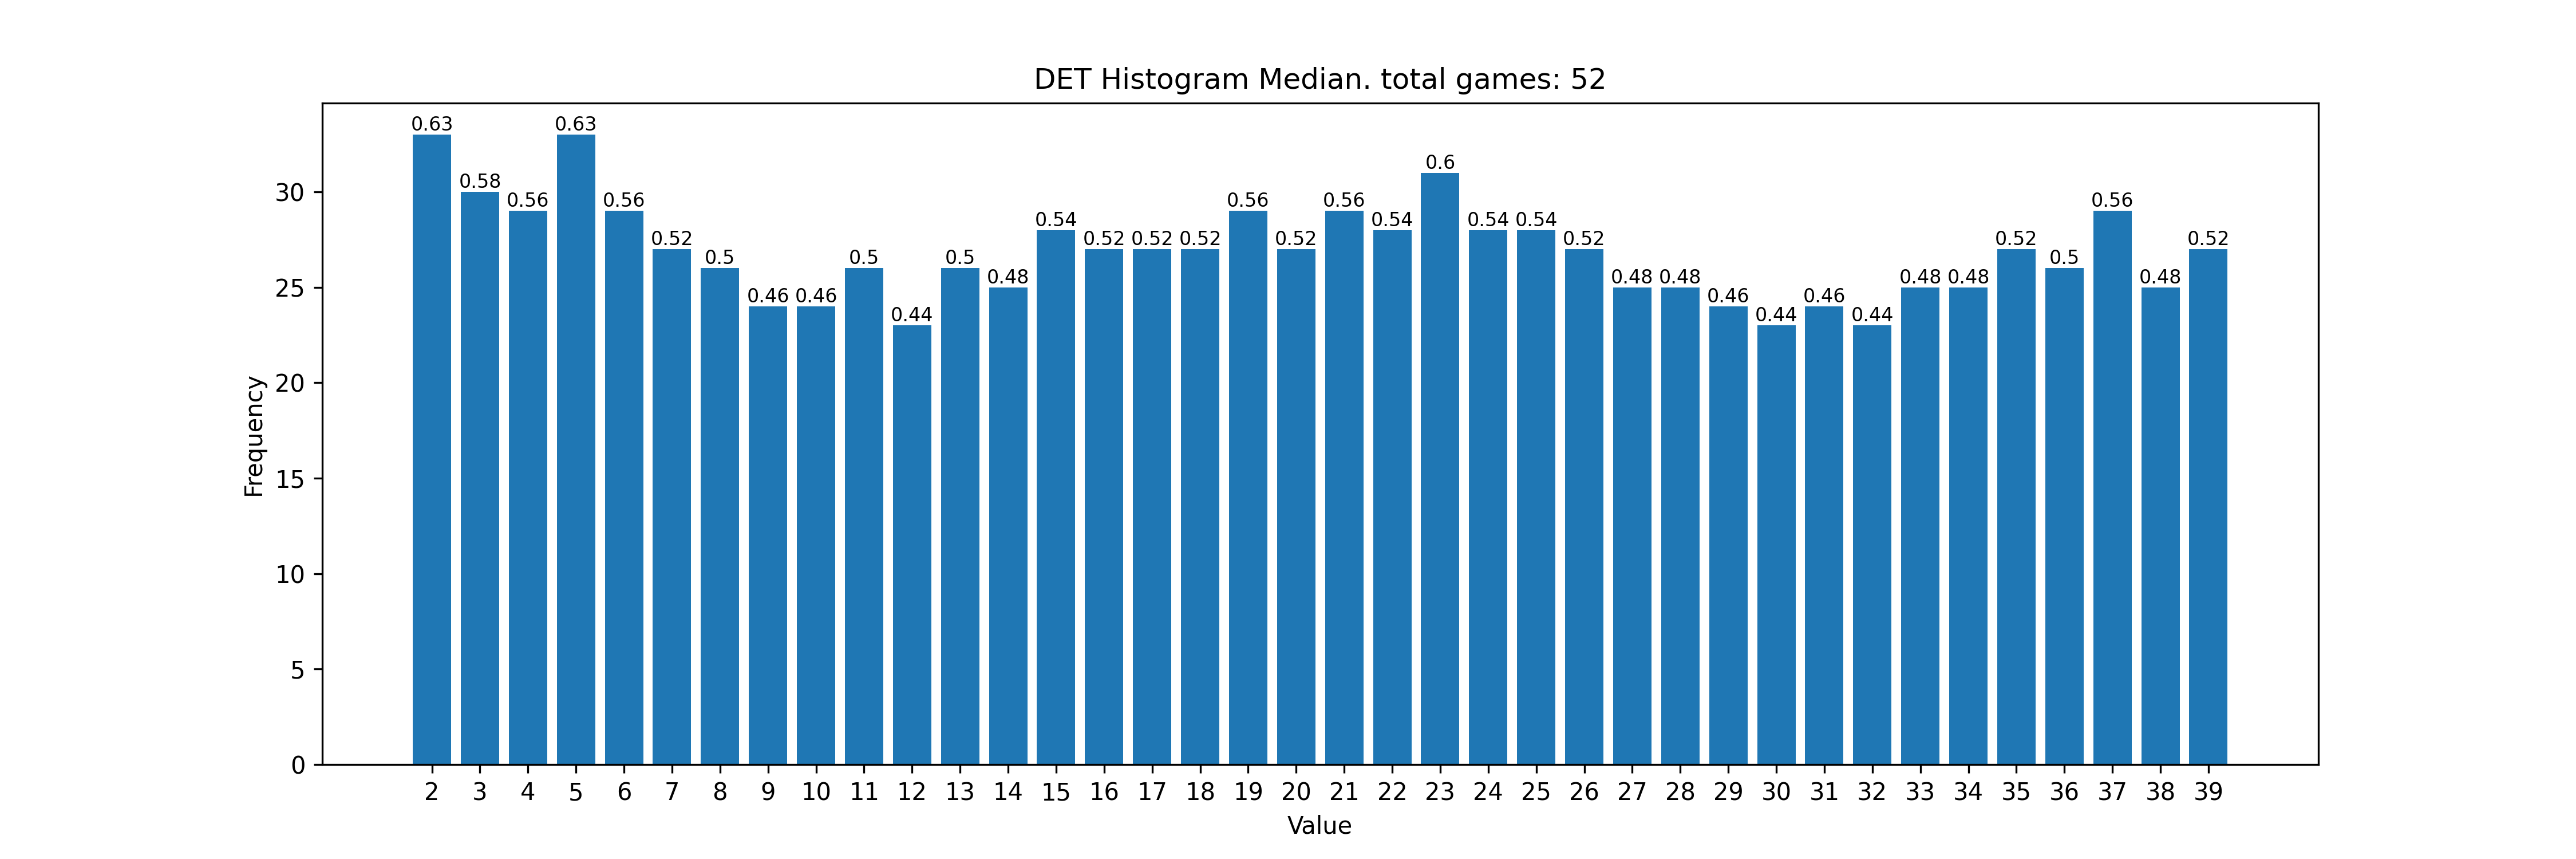 DET Histogram Median. total games: 52
0.63 0.58 0.56 0.63 0.56 0.52 0.5 0.46 0.46 0.5 0.44 0.5 0.48 0.54 0.52 0.52 0.52 0.56 0.52 0.56 0.54 0.6 0.54 0.54 0.52 0.48 0.48 0.46 0.44 0.46 0.44 0.48 0.48 0.52 0.5 0.56 0.48 0.52
Frequency
30
25
20
15
10
5
0
2 3 4 5 6 7 8 9 10 11 12 13 14 15 16 17 18 19 20 21 22 23 24 25 26 27 28 29 30 31 32 33 34 35 36 37 38 39
Value